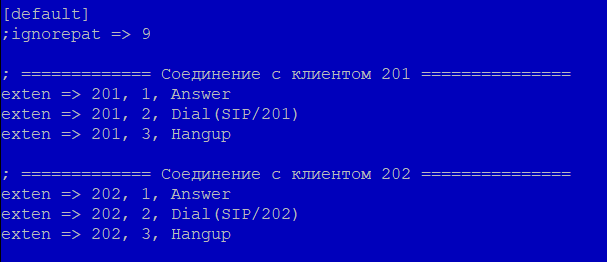 [default]
;ignorepat => 9
; ============= Соединение с клиентом 201 ===============
exten => 201, 1, Answer
exten => 201, 2, Dial(SIP/201)
exten => 201, 3, Hangup
; ============= Соединение с клиентом 202 ===============
exten => 202, 1, Answer
exten => 202, 2, Dial(SIP/202)
exten => 202, 3, Hangup